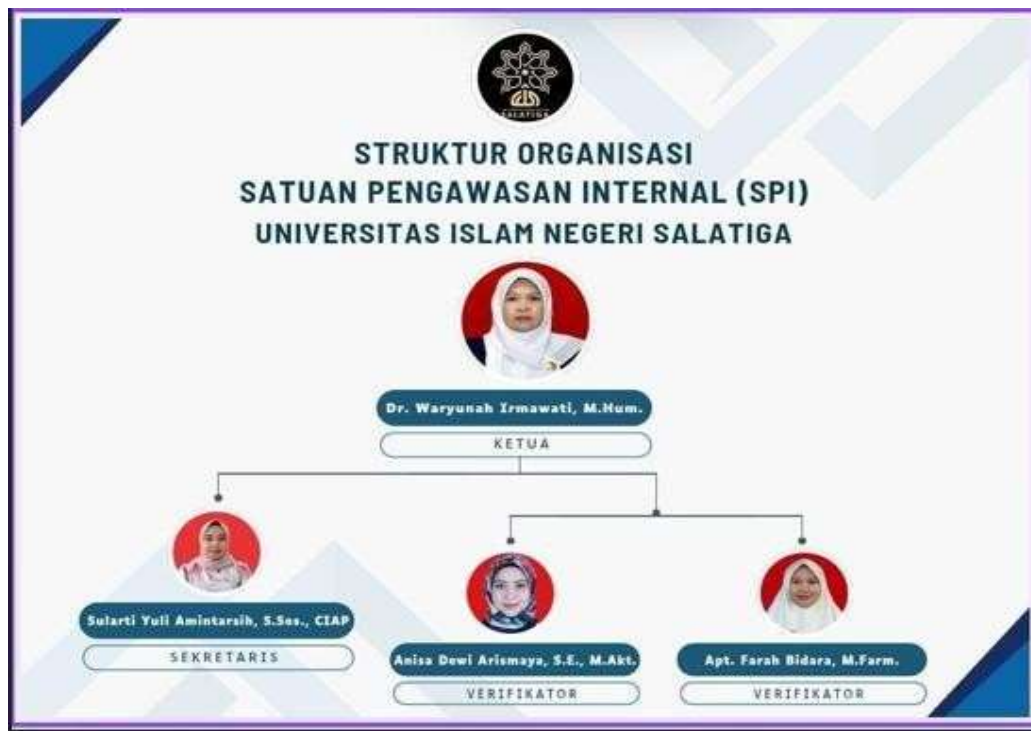 SALATIGA
STRUKTUR ORGANISASI
SATUAN PENGAWASAN INTERNAL (SPI)
UNIVERSITAS ISLAM NEGERI SALATIGA
Dr. Waryunah Irmawati, M.Hum.
KETUA
Sularti Yuli Amintarsih, S.Sos., CIAP
SEKRETARIS
Anisa Dewi Arismaya, S.E., M.Akt.
VERIFIKATOR
Apt. Farah Bidara, M.Farm.
VERIFIKATOR